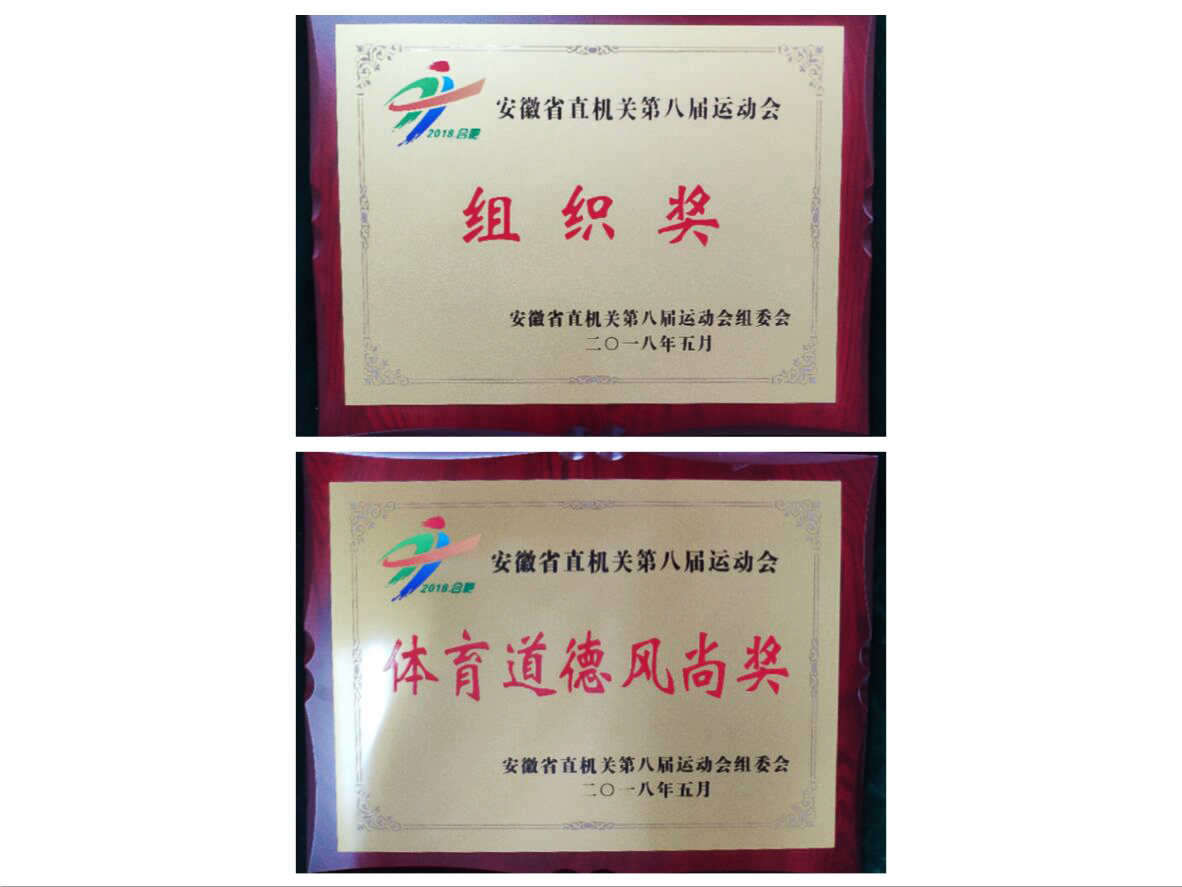 安徽省直机关第八届运动会
2018.合肥
组织奖
安徽省直机关第八届运动会组委会
二〇一八年五月
安徽省直机关第八届运动会
2018.合肥
体育道德风尚奖
安徽省直机关第八届运动会组委会
二〇一八年五月